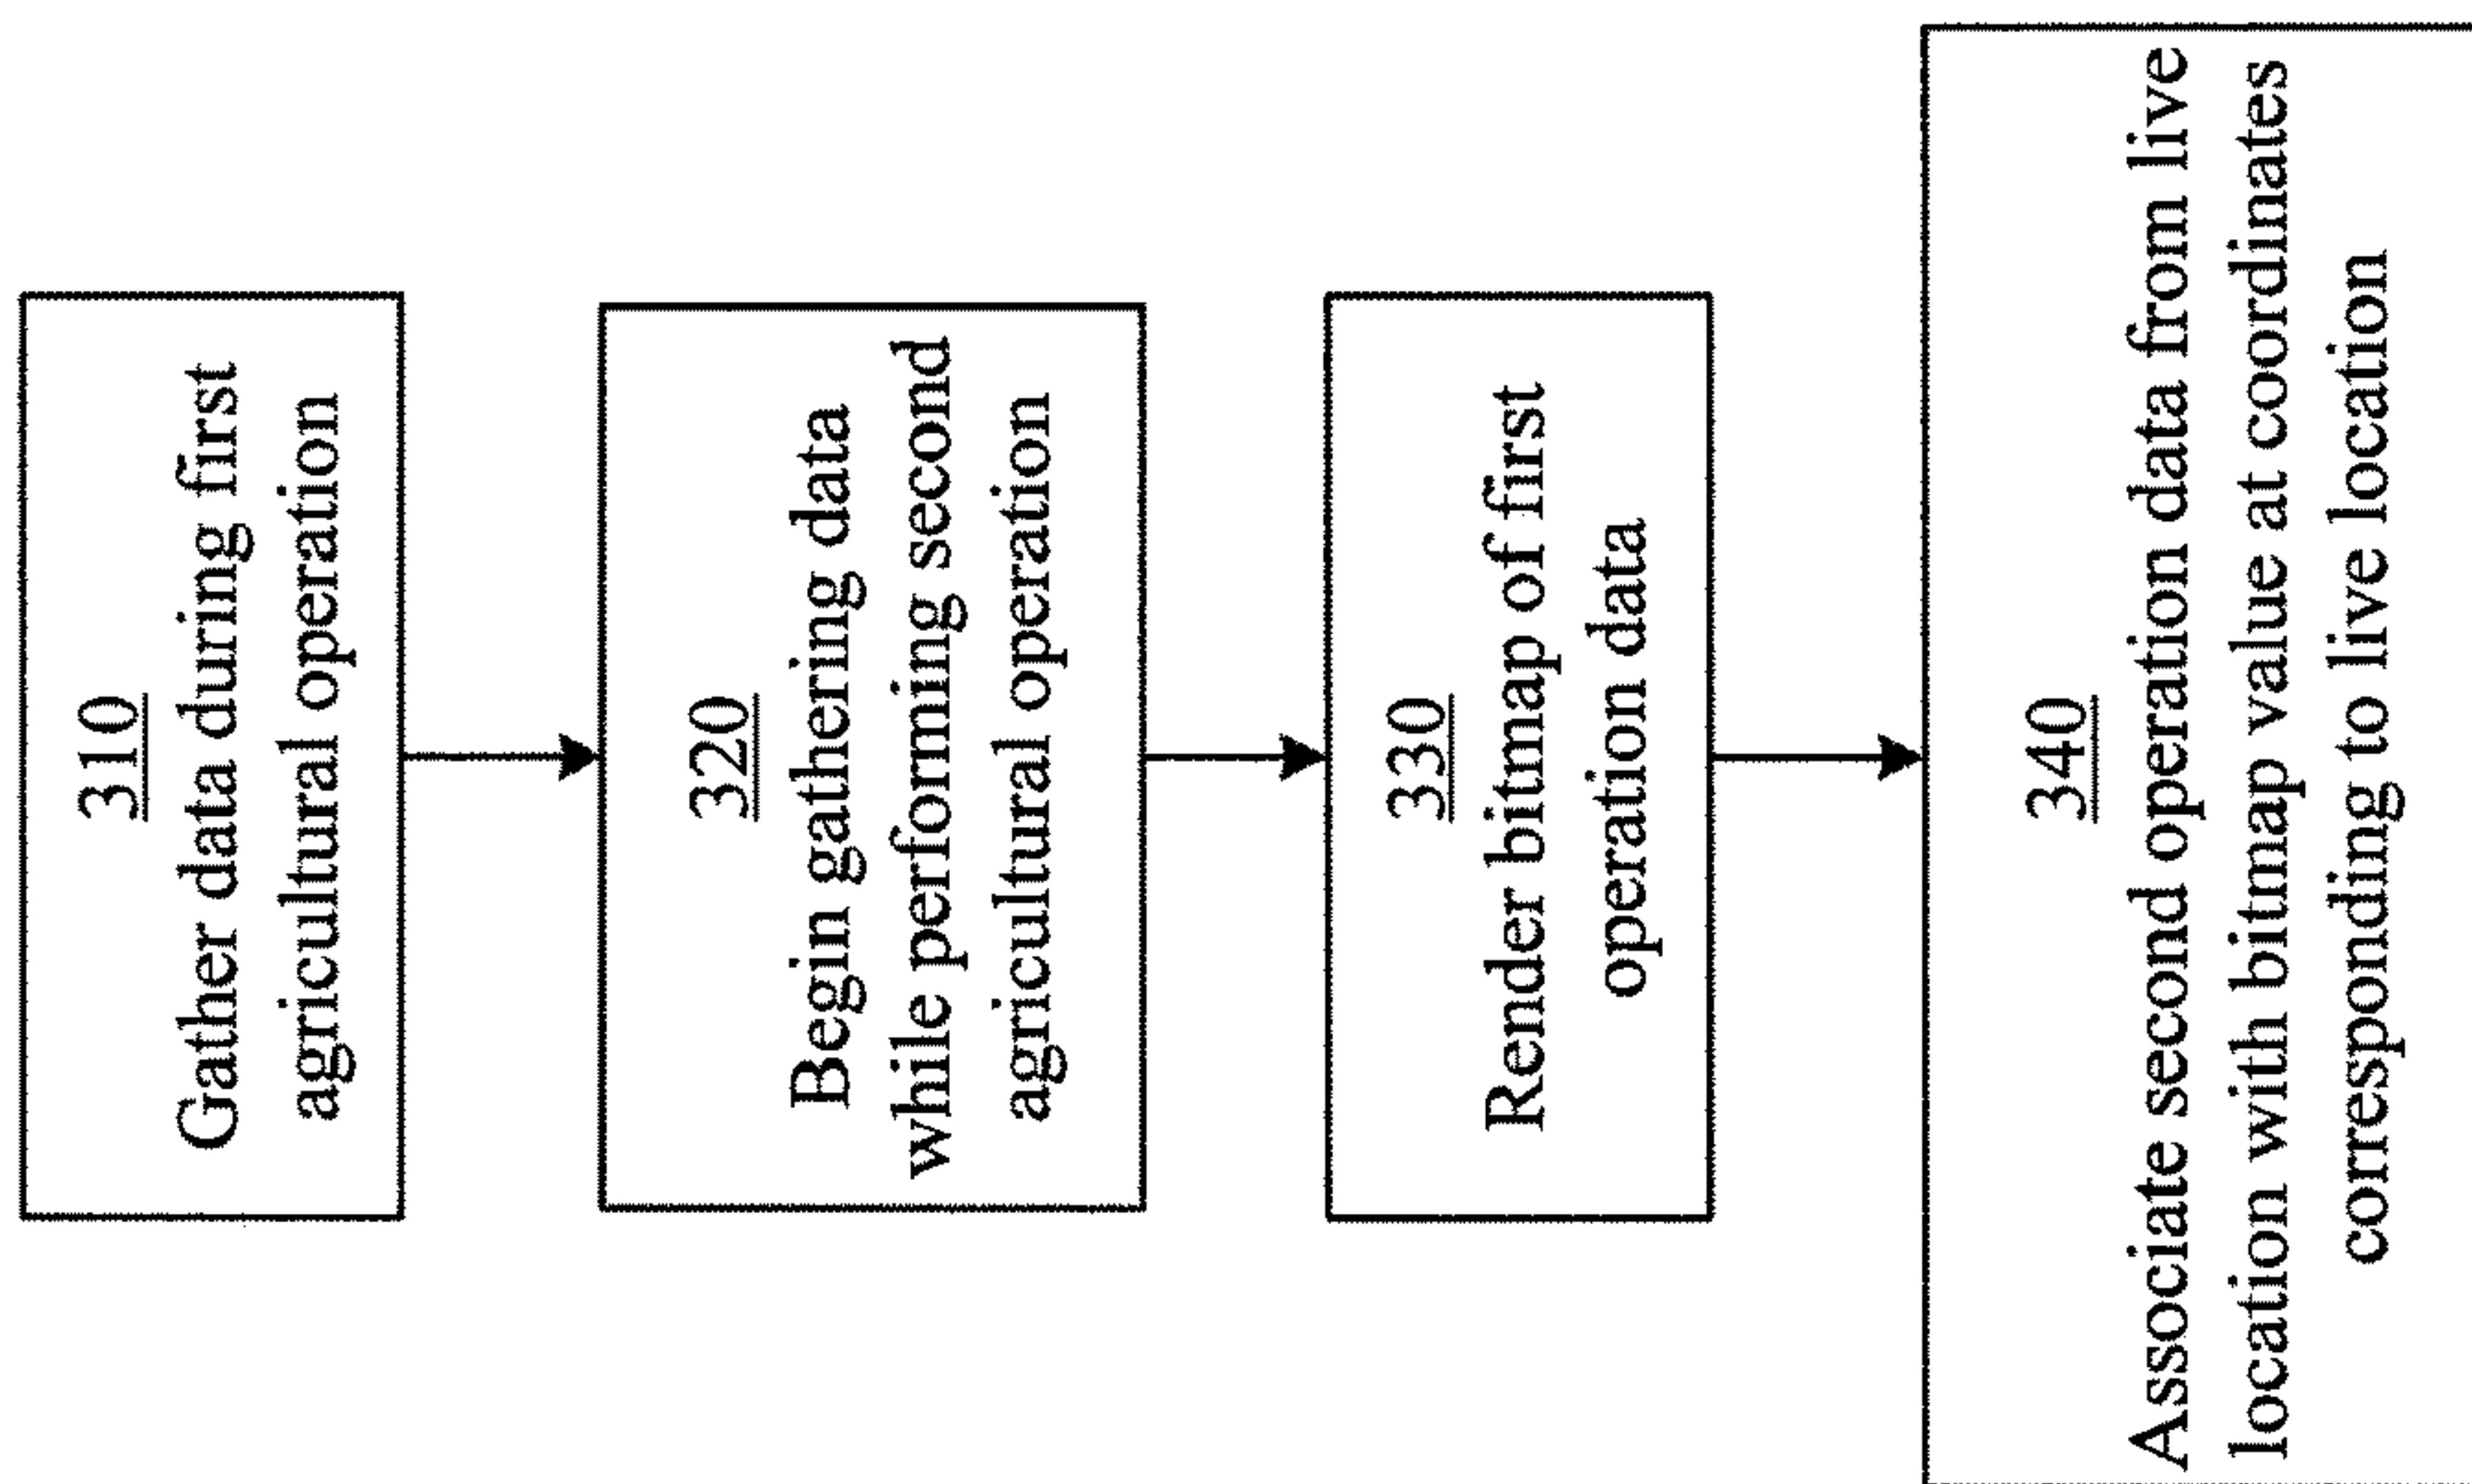 310
Gather data during first
agricultural operation
320
Begin gathering data
while performing second
agricultural operation
330
Render bitmap of first
operation data
340
Associate second operation data from live
location with bitmap value at coordinates
corresponding to live location